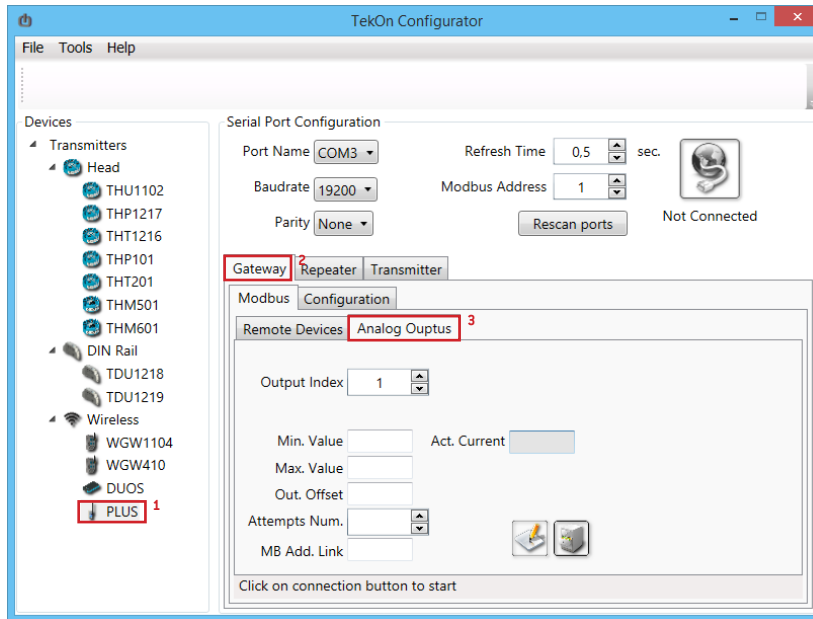 TekOn Configurator
File Tools Help
Devices
Transmitters
Head
THU1102
THP1217
THT1216
THP101
THT201
THM501
THM601
DIN Rail
TDU1218
TDU1219
Wireless
WGW1104
WGW410
DUOS
PLUS 1
Serial Port Configuration
Port Name COM3 Refresh Time 0,5 sec.
Baudrate 19200 Modbus Address 1
Parity None Rescan ports Not Connected
Gateway 2 Repeater Transmitter
Modbus Configuration
Remote Devices Analog Ouptus 3
Output Index 1
Min. Value Act. Current
Max. Value
Out. Offset
Attempts Num.
MB Add. Link
Click on connection button to start